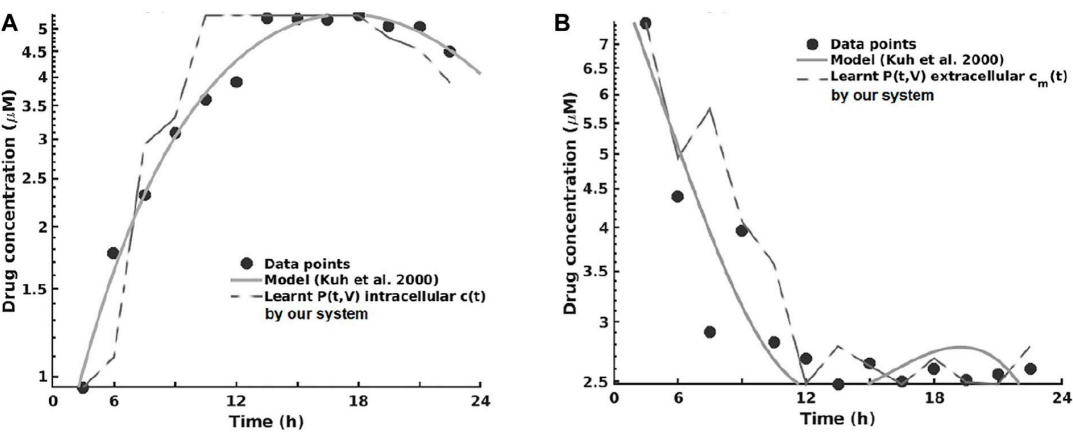 A
Drug concentration (μM)
5
4.5
4
3.5
3
2.5
2
1.5
1
Data points
Model (Kuh et al. 2000)
Learnt P(t,V) intracellular c(t)
by our system
0 6 12 18 24
Time (h)
B
Drug concentration (μM)
7
6.5
6
5.5
5
4.5
4
3.5
3
2.5
Data points
Model (Kuh et al. 2000)
Learnt P(t,V) extracellular cm(t)
by our system
0 6 12 18 24
Time (h)